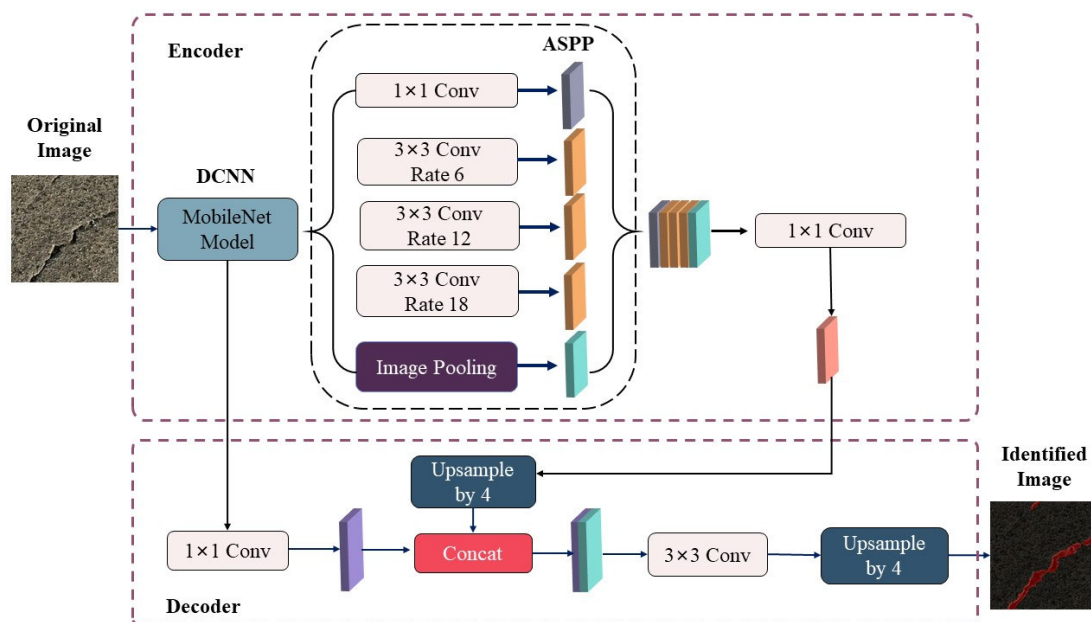 Encoder
ASPP
1×1 Conv
Original
Image
3×3 Conv
Rate 6
DCNN
MobileNet
Model
3×3 Conv
Rate 12
1×1 Conv
3×3 Conv
Rate 18
Image Pooling
Upsample
by 4
Identified
Image
1×1 Conv
Concat
3×3 Conv
Upsample
by 4
Decoder